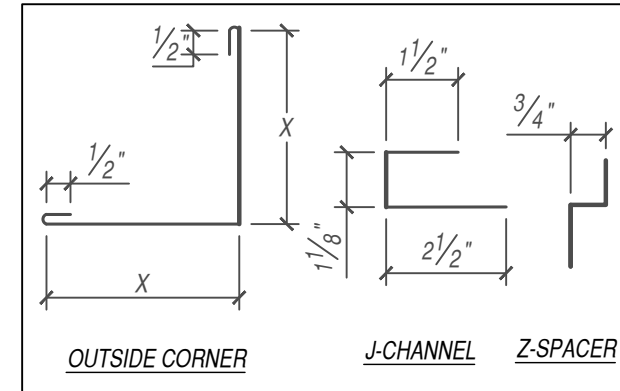 1/2"
X
1/2"
X
OUTSIDE CORNER
1 1/2"
1 1/8"
2 1/2"
J-CHANNEL
3/4"
Z-SPACER